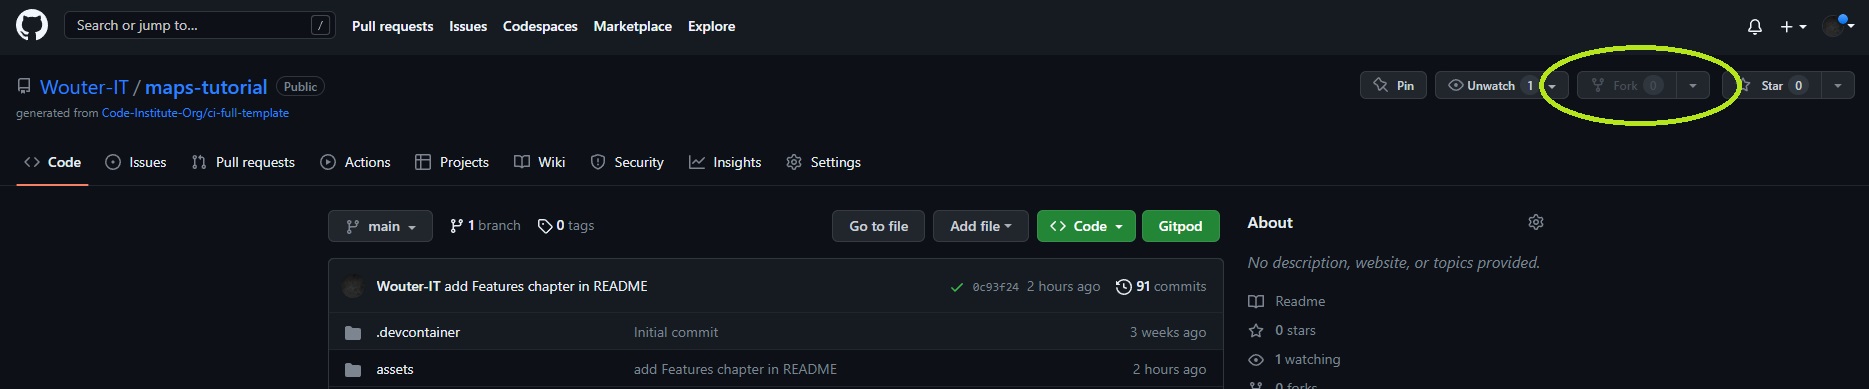 Search or jump to... / Pull requests Issues Codespaces Marketplace Explore
Wouter-IT / maps-tutorial Public Pin Unwatch 1 Fork 0 Star 0
generated from Code-Institute-Org/ci-full-template
Code Issues Pull requests Actions Projects Wiki Security Insights Settings
main 1 branch 0 tags Go to file Add file Code Gitpod About
No description, website, or topics provided.
Wouter-IT add Features chapter in README 0c93f24 2 hours ago 91 commits
Readme
.devcontainer Initial commit 3 weeks ago 0 stars
1 watching
assets add Features chapter in README 2 hours ago
0 forks